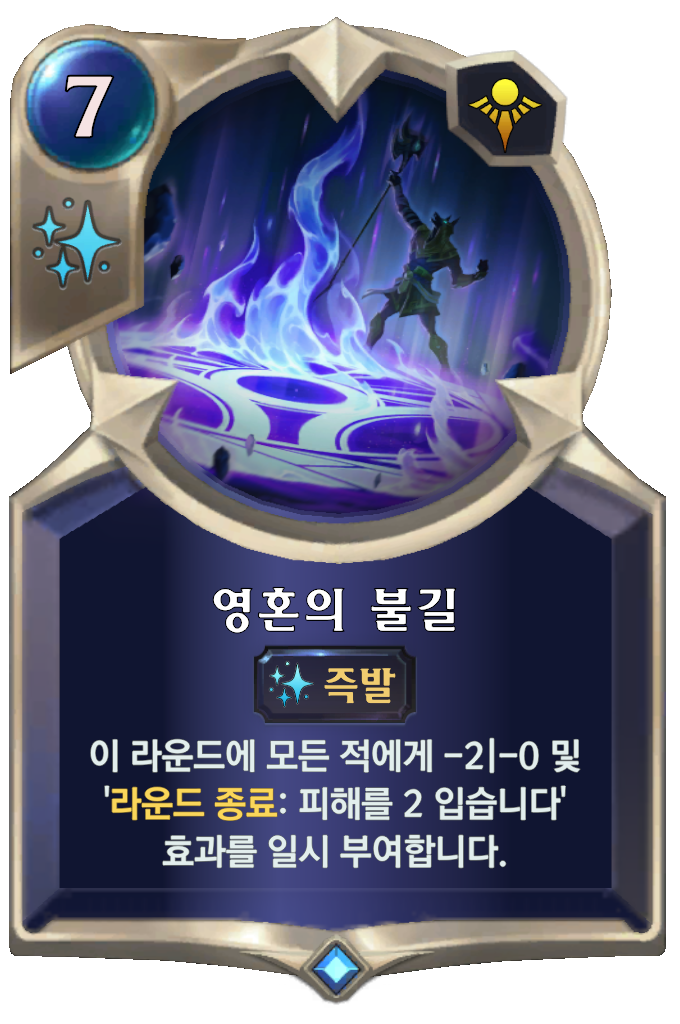 7
영혼의 불길
즉발
이 라운드에 모든 적에게 -2|-0 및
'라운드 종료: 피해를 2 입습니다'
효과를 일시 부여합니다.